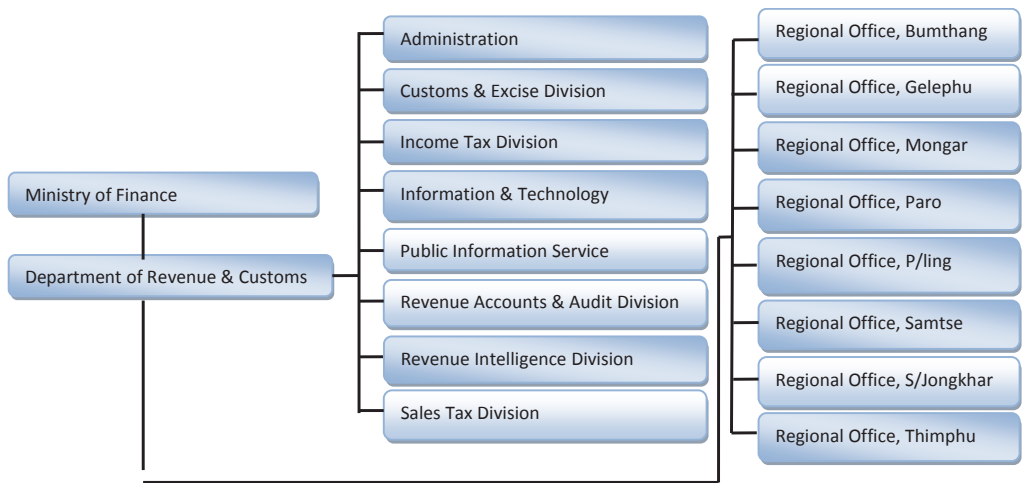 Ministry of Finance
Department of Revenue & Customs
Administration
Customs & Excise Division
Income Tax Division
Information & Technology
Public Information Service
Revenue Accounts & Audit Division
Revenue Intelligence Division
Sales Tax Division
Regional Office, Bumthang
Regional Office, Gelephu
Regional Office, Mongar
Regional Office, Paro
Regional Office, P/ling
Regional Office, Samtse
Regional Office, S/Jongkhar
Regional Office, Thimphu